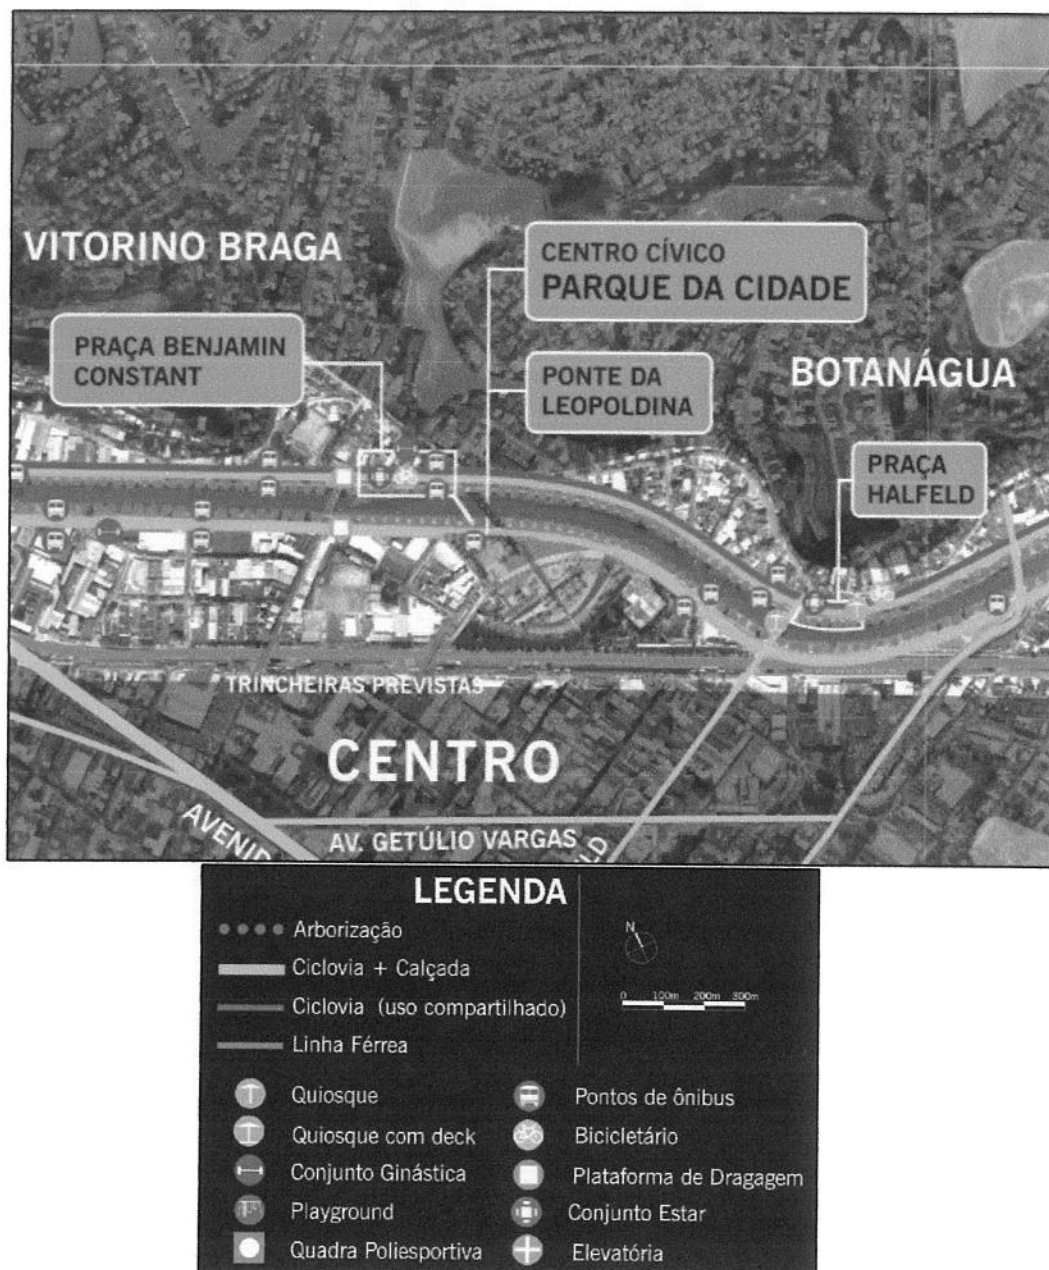 VITORINO BRAGA
CENTRO CÍVICO
PARQUE DA CIDADE
PRAÇA BENJAMIN
CONSTANT
PONTE DA
LEOPOLDINA
BOTANÁGUA
PRAÇA
HALFELD
TRINCHEIRAS PREVISTAS
CENTRO
AVENID
AV. GETÚLIO VARGAS
LD
LEGENDA
Arborização
Ciclovia + Calçada
Ciclovia (uso compartilhado)
Linha Férrea
N
0 100m 200m 300m
Quiosque
Pontos de ônibus
Quiosque com deck
Bicicletário
Conjunto Ginástica
Plataforma de Dragagem
Playground
Conjunto Estar
Quadra Poliesportiva
Elevatória